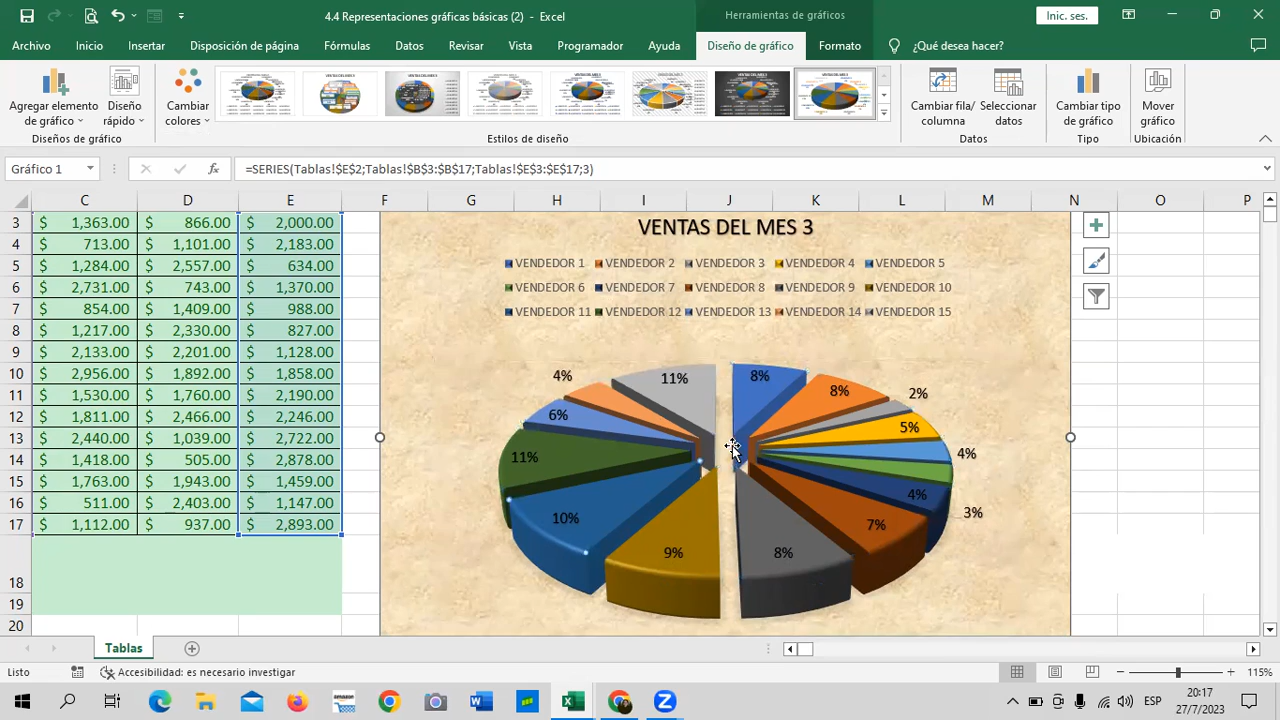 4.4 Representaciones gráficas básicas (2) - Excel
Herramientas de gráficos
Inic. ses.
Archivo Inicio Insertar Disposición de página Fórmulas Datos Revisar Vista Programador Ayuda Diseño de gráfico Formato ¿Qué desea hacer?
Agregar elemento de gráfico
Diseño rápido
Cambiar colores
Cambiar fila/ columna
Seleccionar datos
Cambiar tipo de gráfico
Mover gráfico
Diseños de gráfico Estilos de diseño Datos Tipo Ubicación
Gráfico 1 fx =SERIES(Tablas!$E$2;Tablas!$B$3:$B$17;Tablas!$E$3:$E$17;3)
C D E F G H I J K L M N O P
3 $ 1,363.00 $ 866.00 $ 2,000.00
4 $ 713.00 $ 1,101.00 $ 2,183.00
5 $ 1,284.00 $ 2,557.00 $ 634.00
6 $ 2,731.00 $ 743.00 $ 1,370.00
7 $ 854.00 $ 1,409.00 $ 988.00
8 $ 1,217.00 $ 2,330.00 $ 827.00
9 $ 2,133.00 $ 2,201.00 $ 1,128.00
10 $ 2,956.00 $ 1,892.00 $ 1,858.00
11 $ 1,530.00 $ 1,760.00 $ 2,190.00
12 $ 1,811.00 $ 2,466.00 $ 2,246.00
13 $ 2,440.00 $ 1,039.00 $ 2,722.00
14 $ 1,418.00 $ 505.00 $ 2,878.00
15 $ 1,763.00 $ 1,943.00 $ 1,459.00
16 $ 511.00 $ 2,403.00 $ 1,147.00
17 $ 1,112.00 $ 937.00 $ 2,893.00
18
19
20
VENTAS DEL MES 3
VENDEDOR 1 VENDEDOR 2 VENDEDOR 3 VENDEDOR 4 VENDEDOR 5
VENDEDOR 6 VENDEDOR 7 VENDEDOR 8 VENDEDOR 9 VENDEDOR 10
VENDEDOR 11 VENDEDOR 12 VENDEDOR 13 VENDEDOR 14 VENDEDOR 15
4% 11% 8% 8% 2%
6% 5%
11% 4%
4%
10% 3%
7%
9% 8%
Tablas
Listo Accesibilidad: es necesario investigar 115%
ESP 20:17
27/7/2023